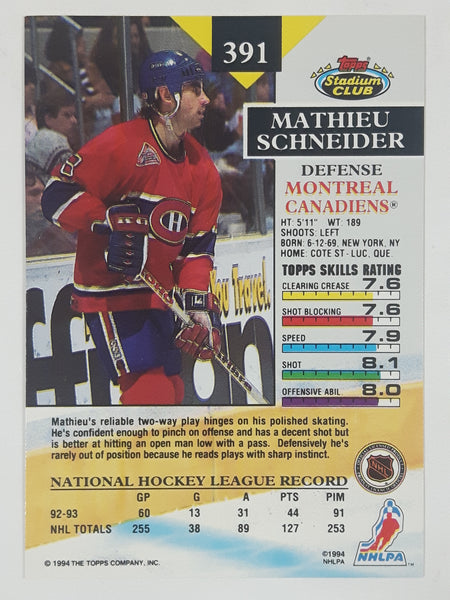 391
Topps
Stadium
CLUB
MATHIEU
SCHNEIDER
DEFENSE
MONTREAL
CANADIENS®
HT: 5'11" WT: 189
SHOOTS: LEFT
BORN: 6-12-69, NEW YORK, NY
HOME: COTE ST-LUC, QUE.
TOPPS SKILLS RATING
CLEARING CREASE 7.6
SHOT BLOCKING 7.6
SPEED 7.9
SHOT 8.1
OFFENSIVE ABIL. 8.0
You Travel.
Mathieu's reliable two-way play hinges on his polished skating.
He's confident enough to pinch on offense and has a decent shot but
is better at hitting an open man low with a pass. Defensively he's
rarely out of position because he reads plays with sharp instinct.
NHL
NATIONAL HOCKEY LEAGUE RECORD
GP G A PTS PIM
92-93 60 13 31 44 91
NHL TOTALS 255 38 89 127 253
NHLPA
© 1994 THE TOPPS COMPANY, INC.
©1994
NHLPA